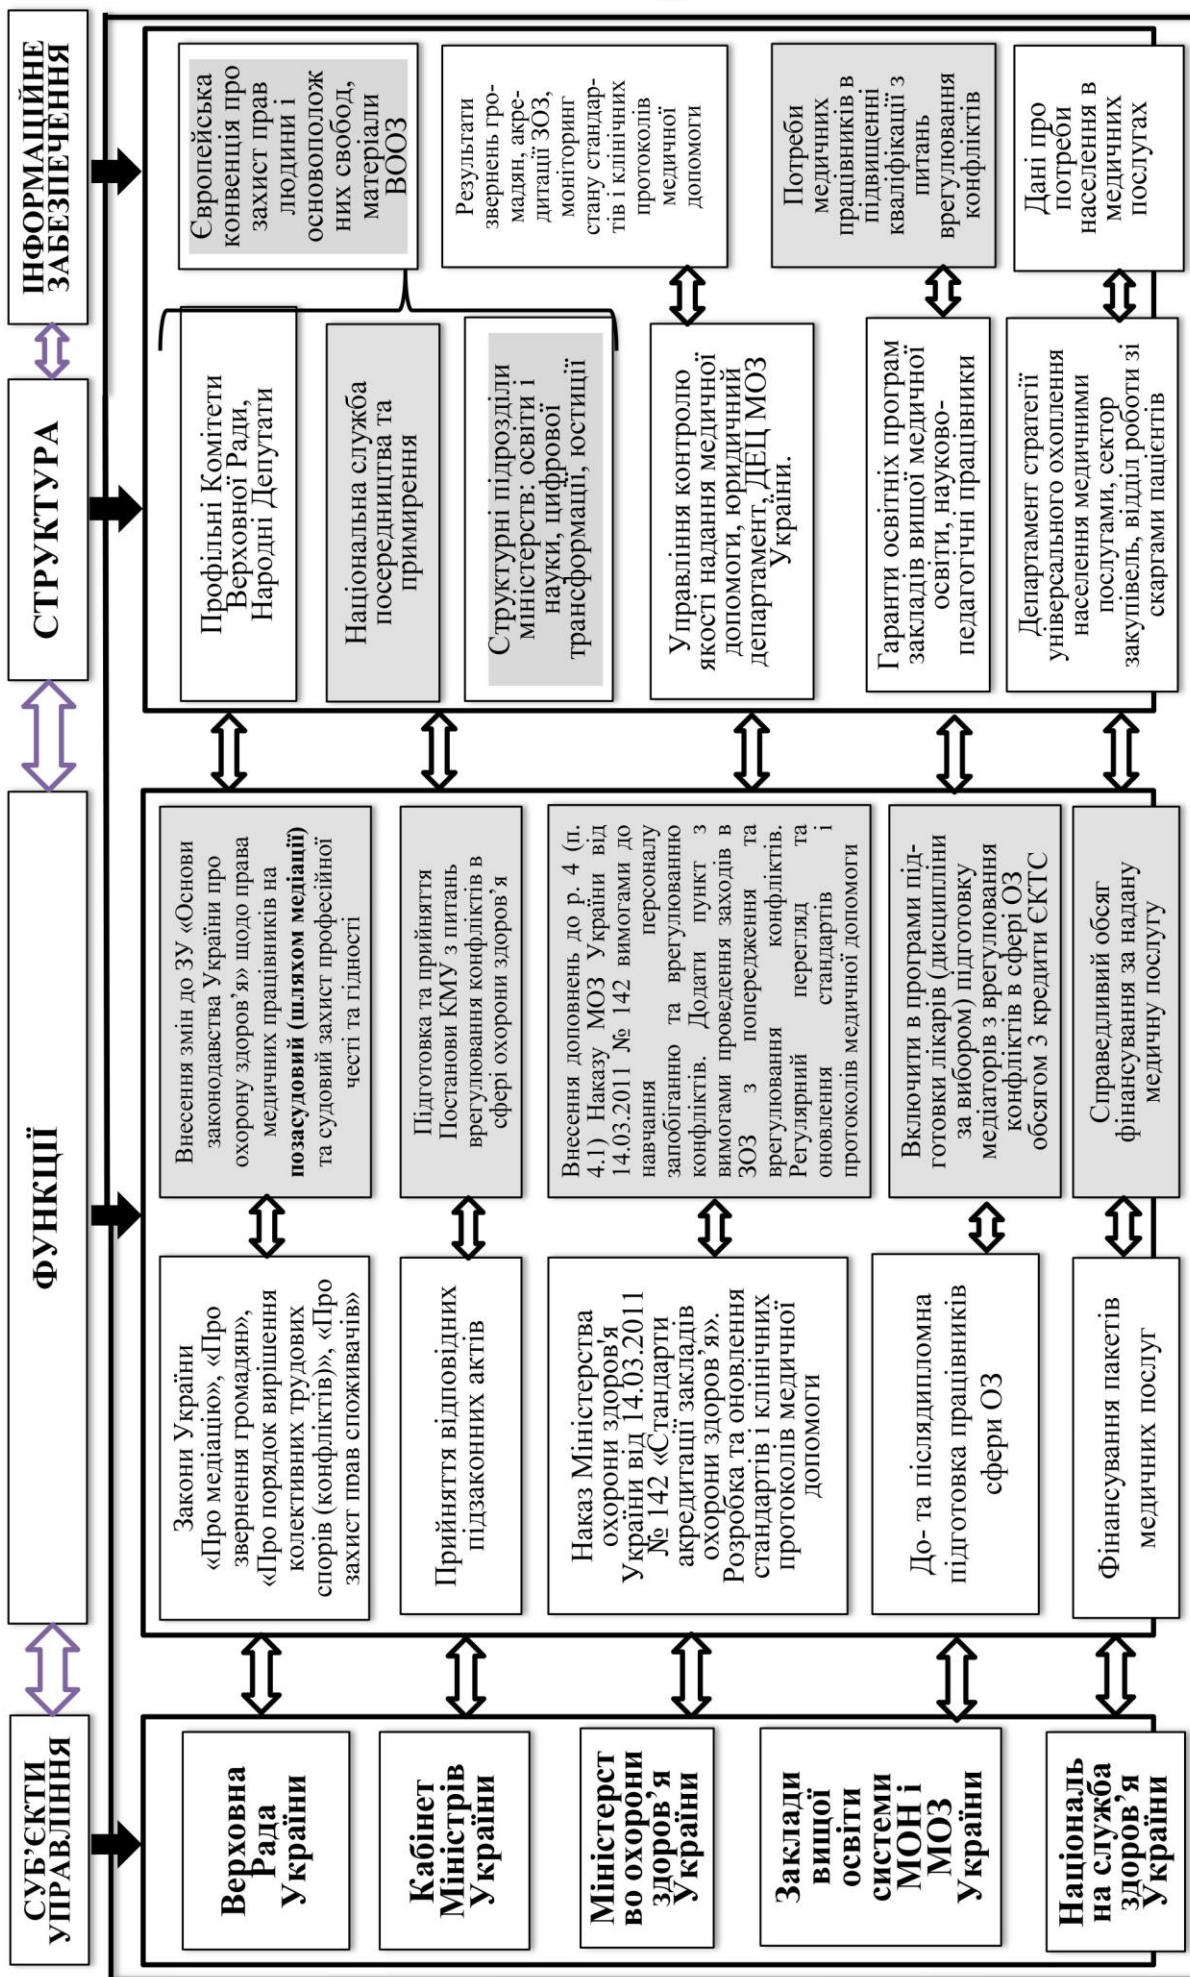 СУБ’ЄКТИ
УПРАВЛІННЯ
ФУНКЦІЇ
СТРУКТУРА
ІНФОРМАЦІЙНЕ
ЗАБЕЗПЕЧЕННЯ
Верховна
Рада
України
Закони України
«Про медіацію», «Про
звернення громадян»,
«Про порядок вирішення
колективних трудових
спорів (конфліктів)», «Про
захист прав споживачів»
Внесення змін до ЗУ «Основи
законодавства України про
охорону здоров’я» щодо права
медичних працівників на
позасудовий (шляхом медіації)
та судовий захист професійної
честі та гідності
Профільні Комітети
Верховної Ради,
Народні Депутати
Європейська
конвенція про
захист прав
людини і
основополож
них свобод,
матеріали
ВООЗ
Кабінет
Міністрів
України
Прийняття відповідних
підзаконних актів
Підготовка та прийняття
Постанови КМУ з питань
врегулювання конфліктів в
сфері охорони здоров’я
Національна служба
посередництва та
примирення
Структурні підрозділи
міністерств: освіти і
науки, цифрової
трансформації, юстиції
Міністерст
во охорони
здоров’я
України
Наказ Міністерства
охорони здоров'я
України від 14.03.2011
№ 142 «Стандарти
акредитації закладів
охорони здоров’я».
Розробка та оновлення
стандартів і клінічних
протоколів медичної
допомоги
Внесення доповнень до р. 4 (п.
4.1) Наказу МОЗ України від
14.03.2011 № 142 вимогами до
навчання персоналу
запобіганню та врегулюванню
конфліктів. Додати пункт з
вимогами проведення заходів в
ЗОЗ з попередження та
врегулювання конфліктів.
Регулярний перегляд та
оновлення стандартів і
протоколів медичної допомоги
Управління контролю
якості надання медичної
допомоги, юридичний
департамент, ДЕЦ МОЗ
України.
Результати
звернень гро-
мадян, акре-
дитації ЗОЗ,
моніторинг
стану стандар-
тів і клінічних
протоколів
медичної
допомоги
Заклади
вищої
освіти
системи
МОН і
МОЗ
України
До- та післядипломна
підготовка працівників
сфери ОЗ
Включити в програми під-
готовки лікарів (дисципліни
за вибором) підготовку
медіаторів з врегулювання
конфліктів в сфері ОЗ
обсягом 3 кредити ЄКТС
Гаранти освітніх програм
закладів вищої медичної
освіти, науково-
педагогічні працівники
Потреби
медичних
працівників в
підвищенні
кваліфікації з
питань
врегулювання
конфліктів
Національ
на служба
здоров’я
України
Фінансування пакетів
медичних послуг
Справедливий обсяг
фінансування за надану
медичну послугу
Департамент стратегії
універсального охоплення
населення медичними
послугами, сектор
закупівель, відділ роботи зі
скаргами пацієнтів
Дані про
потреби
населення в
медичних
послугах